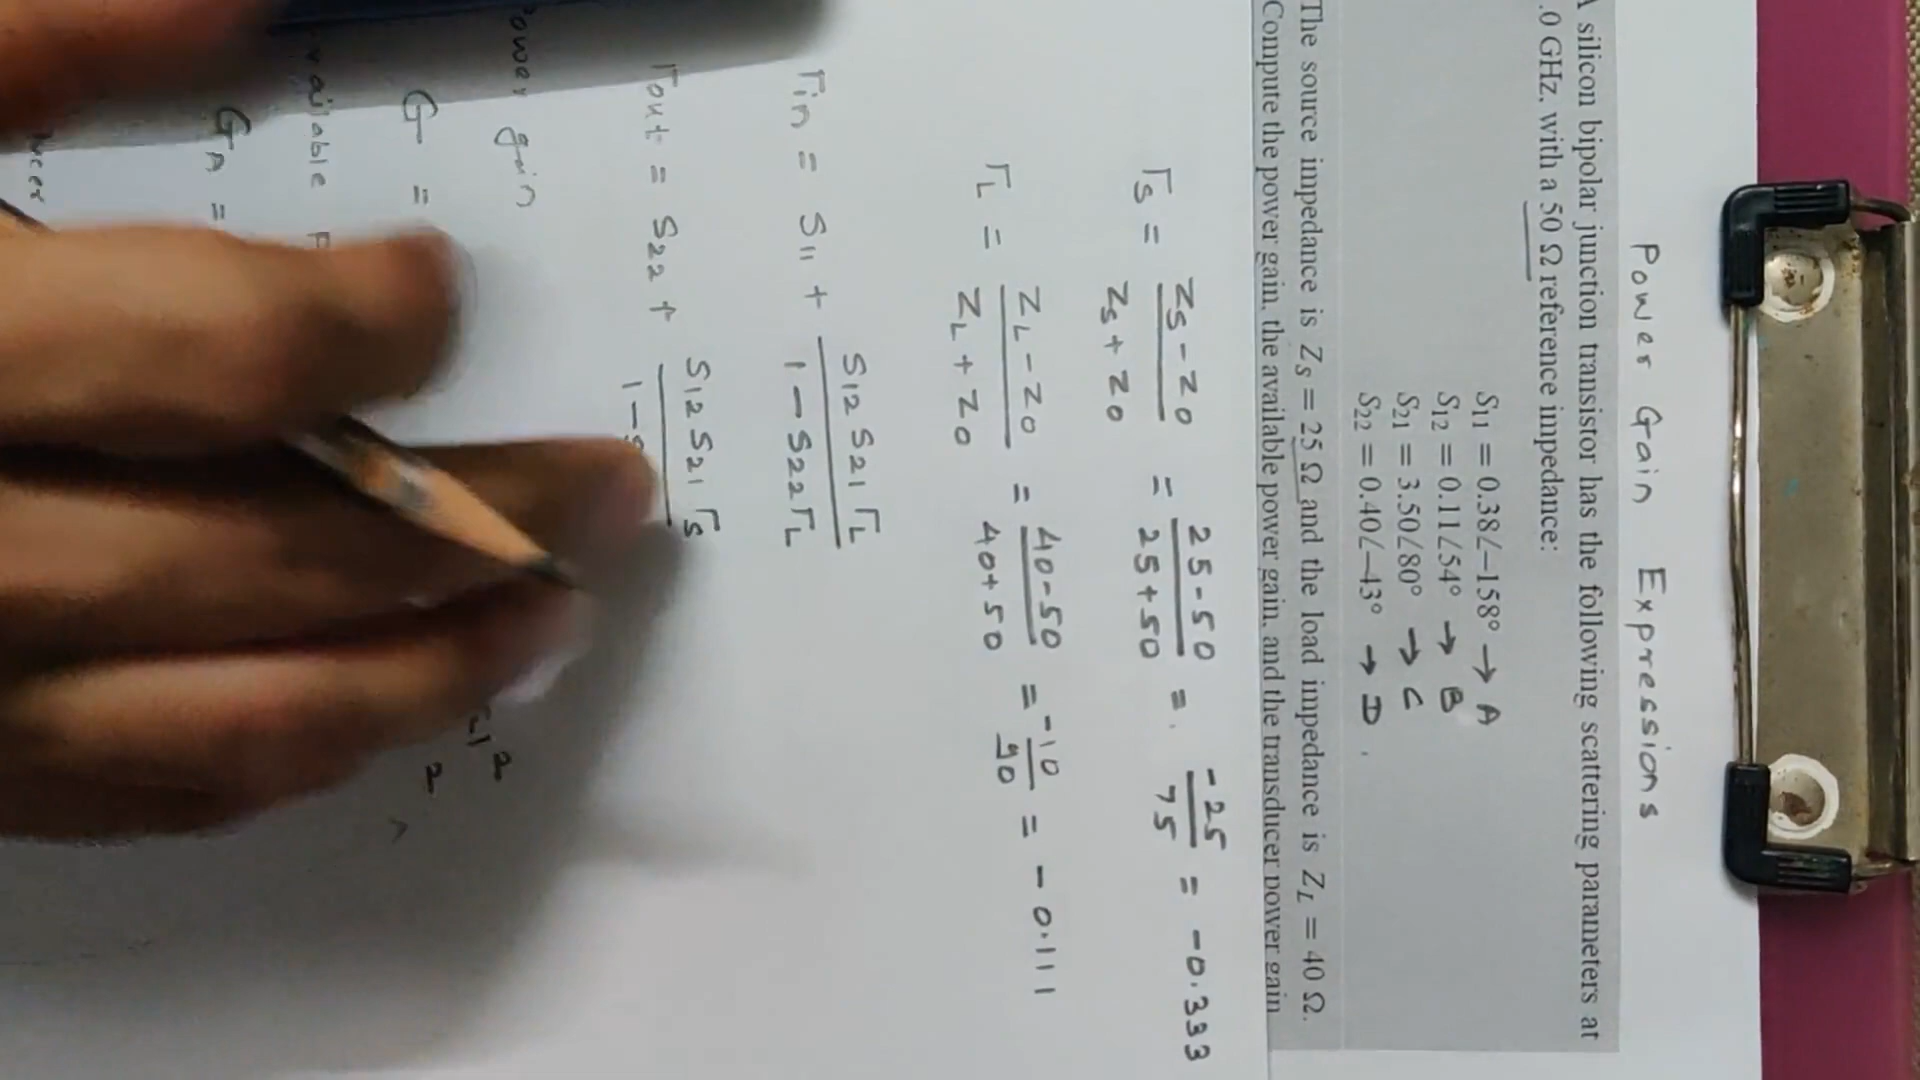 Power Gain Expressions
A silicon bipolar junction transistor has the following scattering parameters at
.0 GHz, with a 50 Ω reference impedance:
S11 = 0.38∠−158° → A
S12 = 0.11∠54° → B
S21 = 3.50∠80° → C
S22 = 0.40∠−43° → D.
The source impedance is ZS = 25 Ω and the load impedance is ZL = 40 Ω.
Compute the power gain, the available power gain, and the transducer power gain
Γs = (Zs − Z0)/(Zs + Z0) = (25−50)/(25+50) = −25/75 = −0.333
ΓL = (ZL − Z0)/(ZL + Z0) = (40−50)/(40+50) = −10/90 = −0.111
Γin = S11 + (S12 S21 ΓL)/(1 − S22 ΓL)
Γout = S22 + (S12 S21 Γs)/(1 −
gain
G =
GA =